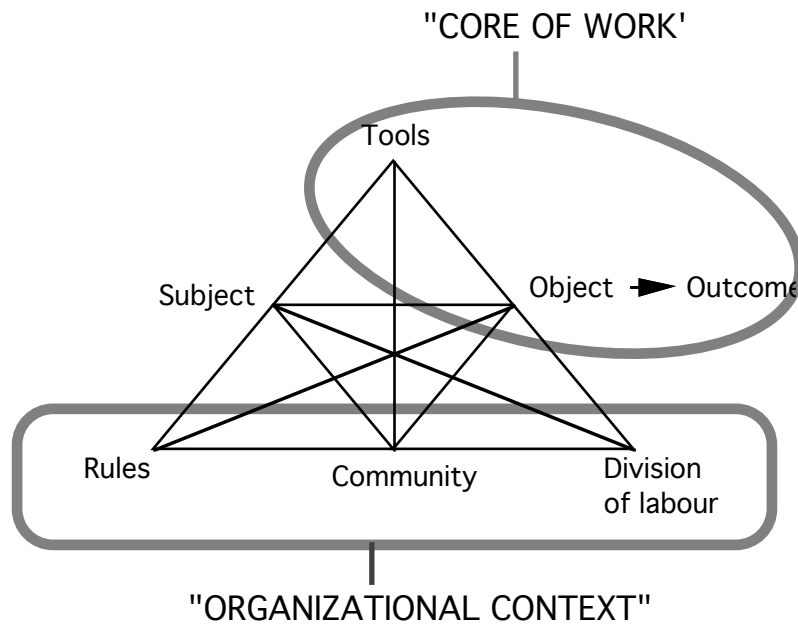 "CORE OF WORK'
Tools
Subject
Object
Outcome
Rules
Community
Division
of labour
"ORGANIZATIONAL CONTEXT"